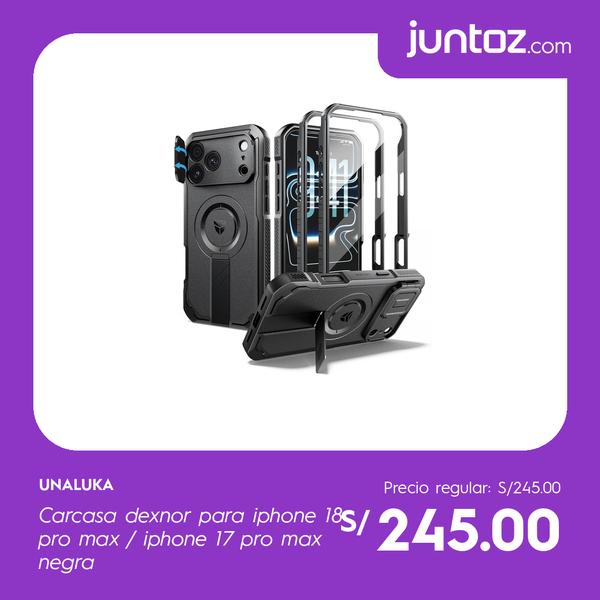 juntoz.com
UNALUKA
Carcasa dexnor para iphone 18
pro max / iphone 17 pro max
negra
Precio regular: S/245.00
S/ 245.00